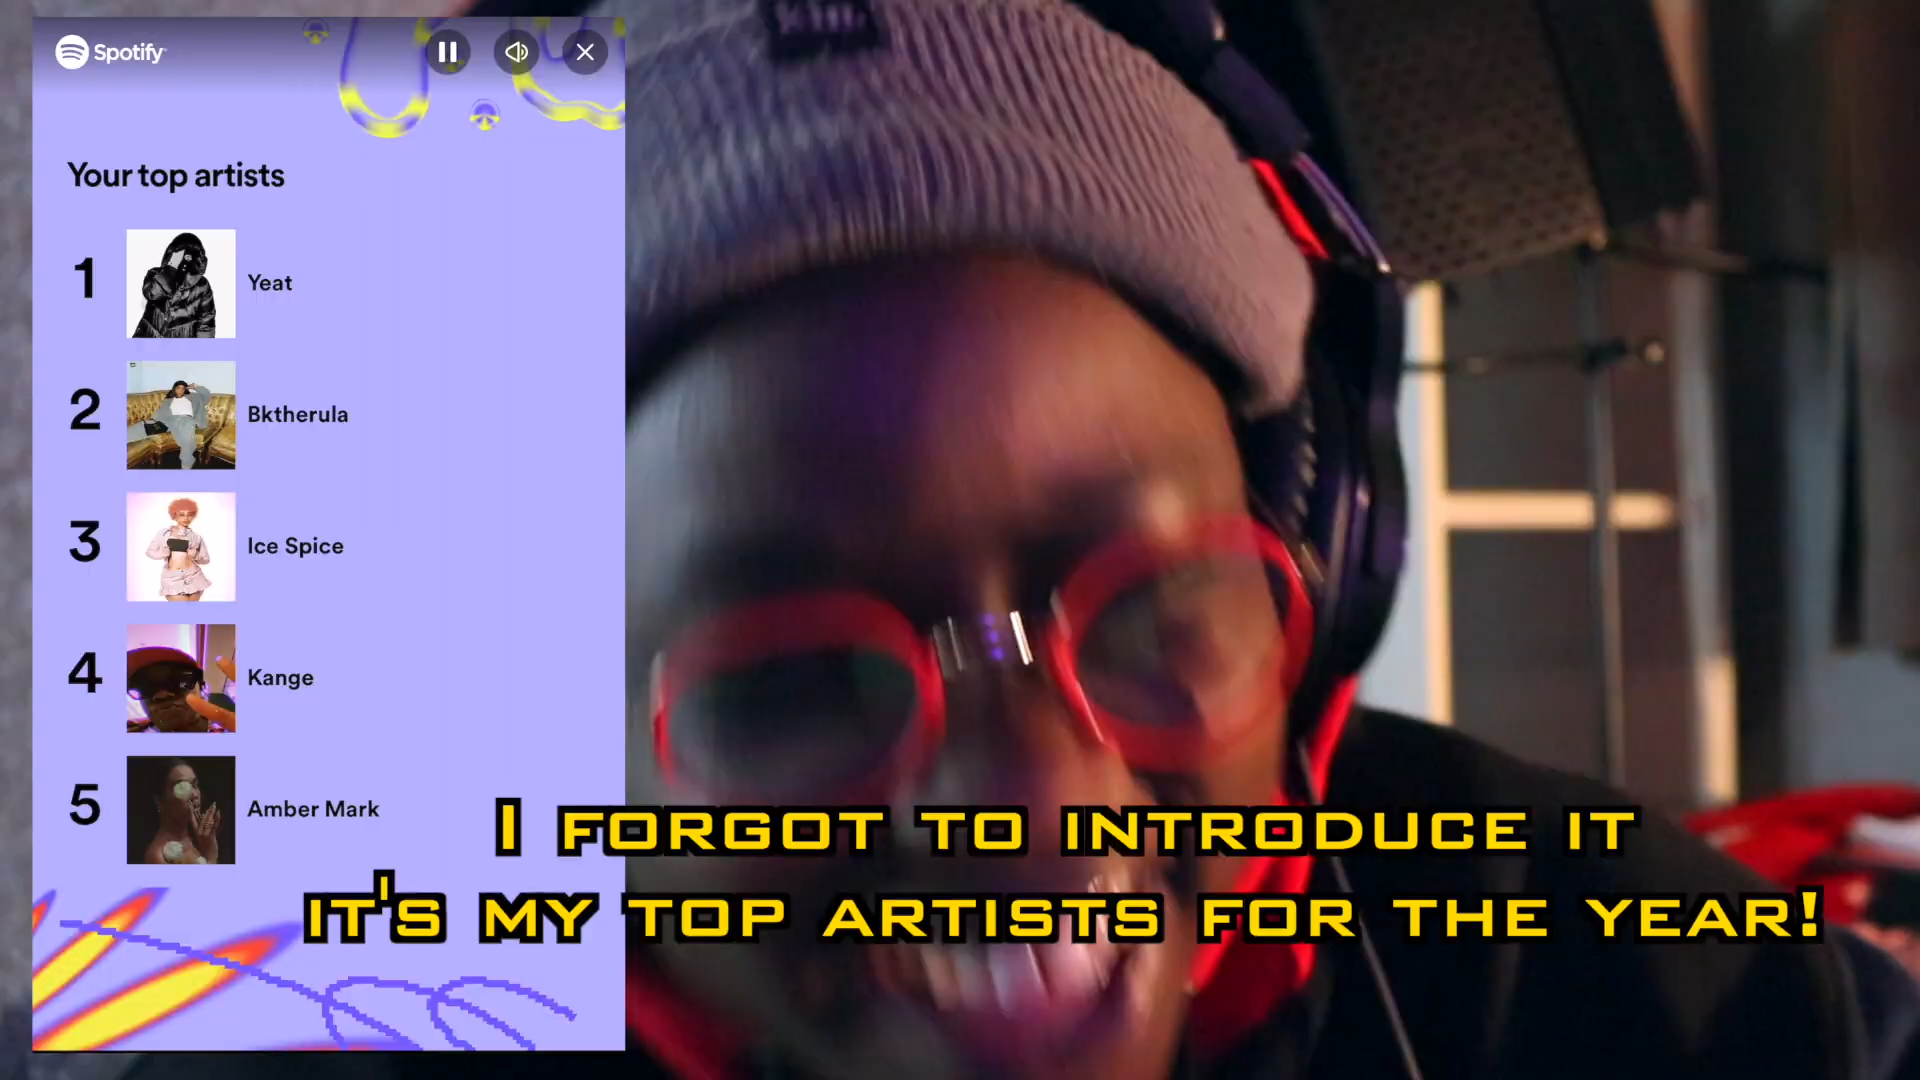 Spotify
Your top artists
1 Yeat
2 Bktherula
3 Ice Spice
4 Kange
5 Amber Mark
I FORGOT TO INTRODUCE IT
IT'S MY TOP ARTISTS FOR THE YEAR!